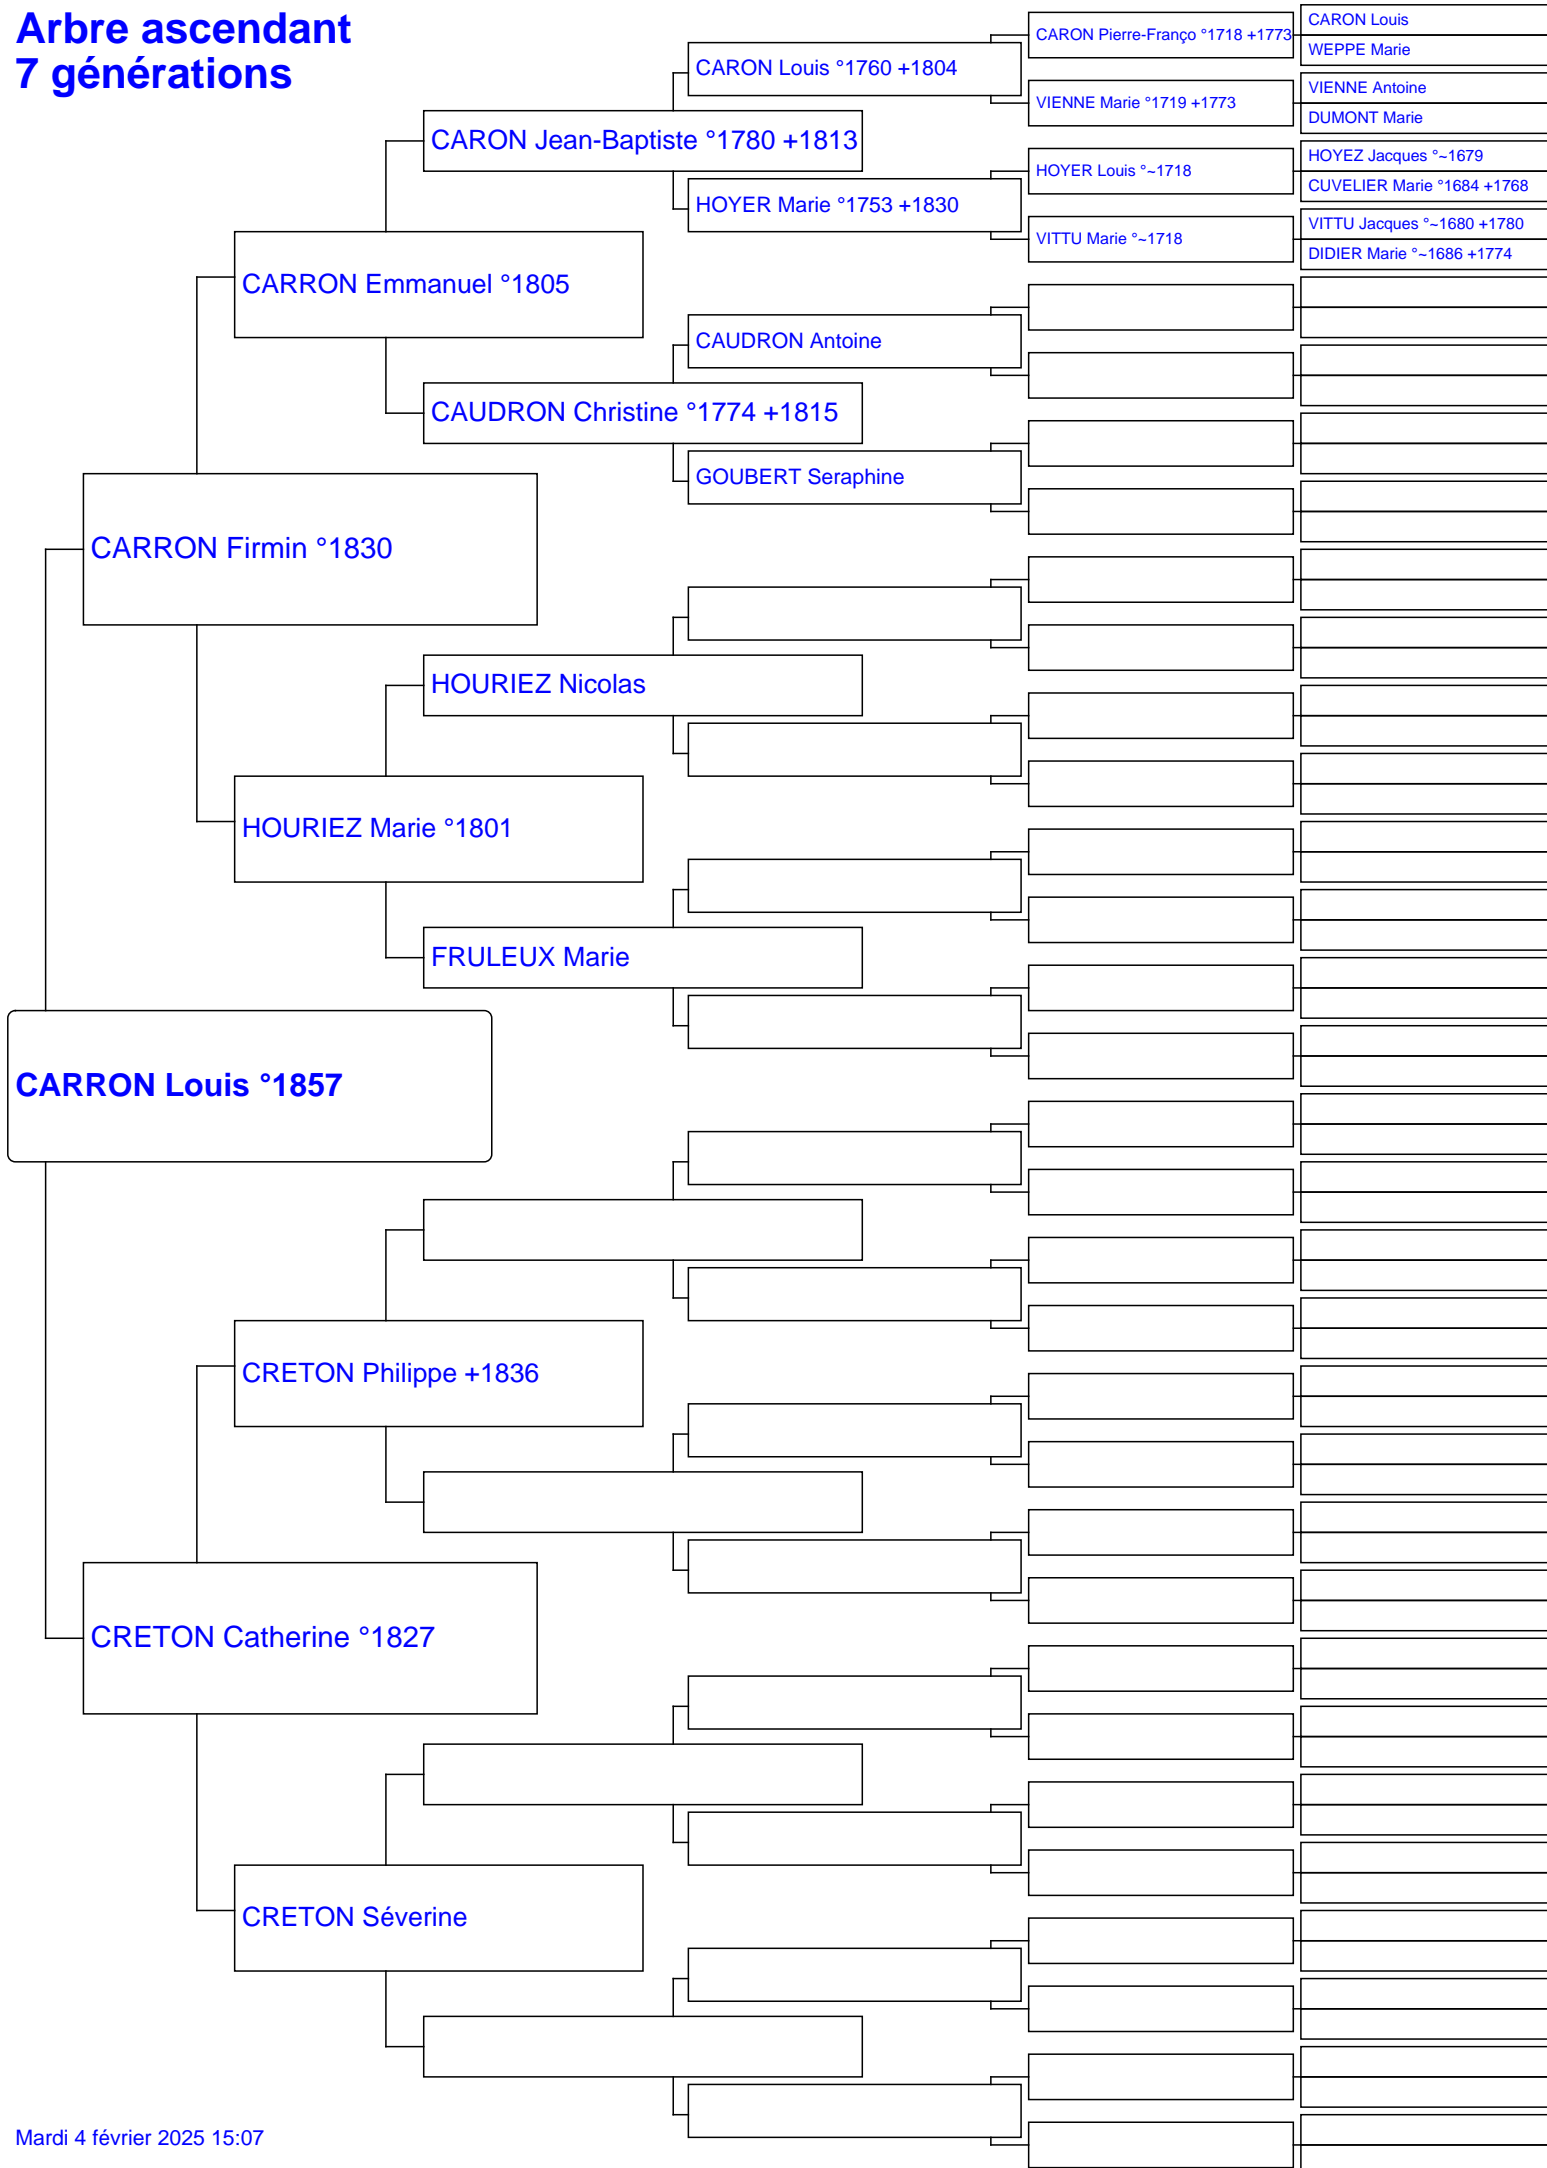 Arbre ascendant
7 générations
CARON Louis
CARON Pierre-Franço °1718 +1773
WEPPE Marie
CARON Louis °1760 +1804
VIENNE Antoine
VIENNE Marie °1719 +1773
DUMONT Marie
CARON Jean-Baptiste °1780 +1813
HOYEZ Jacques °~1679
HOYER Louis °~1718
CUVELIER Marie °1684 +1768
HOYER Marie °1753 +1830
VITTU Jacques °~1680 +1780
VITTU Marie °~1718
DIDIER Marie °~1686 +1774
CARRON Emmanuel °1805
CAUDRON Antoine
CAUDRON Christine °1774 +1815
GOUBERT Seraphine
CARRON Firmin °1830
HOURIEZ Nicolas
HOURIEZ Marie °1801
FRULEUX Marie
CARRON Louis °1857
CRETON Philippe +1836
CRETON Catherine °1827
CRETON Séverine
Mardi 4 février 2025 15:07